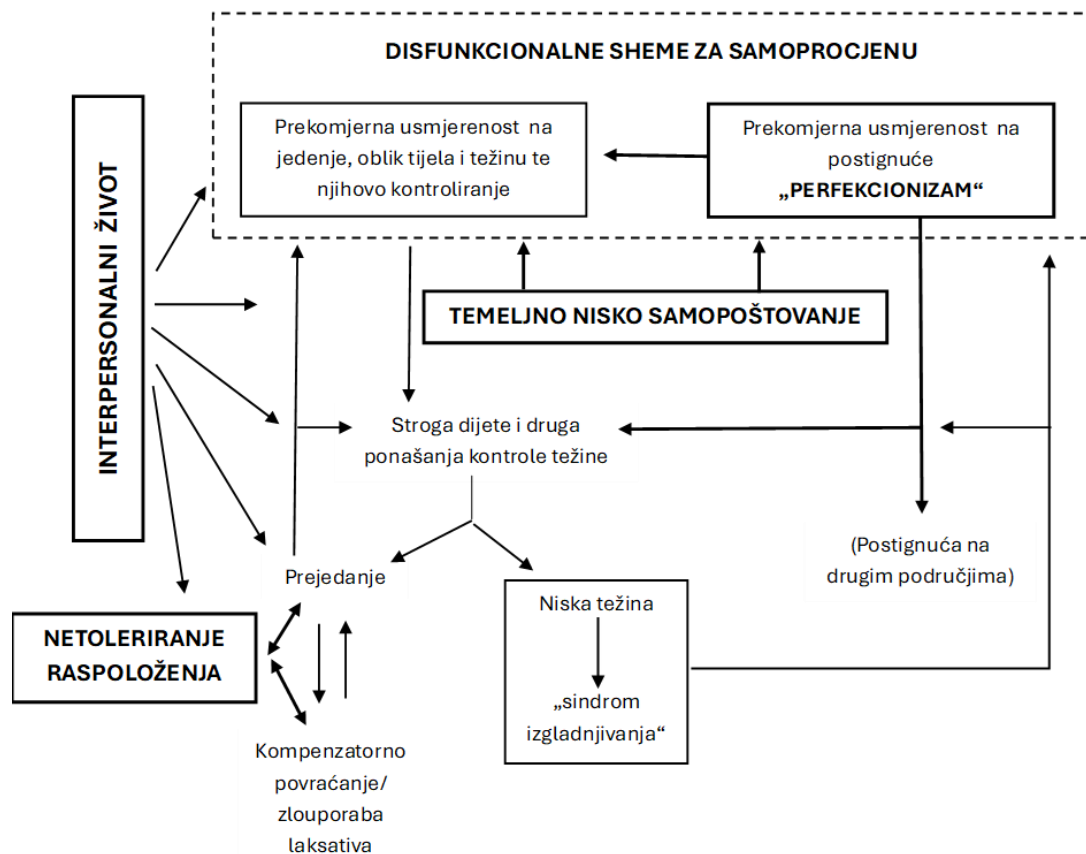 DISFUNKCIONALNE SHEME ZA SAMOPROCJENU
INTERPERSONALNI ŽIVOT
Prekomjerna usmjerenost na
jedenje, oblik tijela i težinu te
njihovo kontroliranje
Prekomjerna usmjerenost na
postignuće
„PERFEKCIONIZAM“
TEMELJNO NISKO SAMOPOŠTOVANJE
Stroga dijete i druga
ponašanja kontrole težine
(Postignuća na
drugim područjima)
Prejedanje
Niska težina
„sindrom
izgladnjivanja“
NETOLERIRANJE
RASPOLOŽENJA
Kompenzatorno
povraćanje/
zlouporaba
laksativa